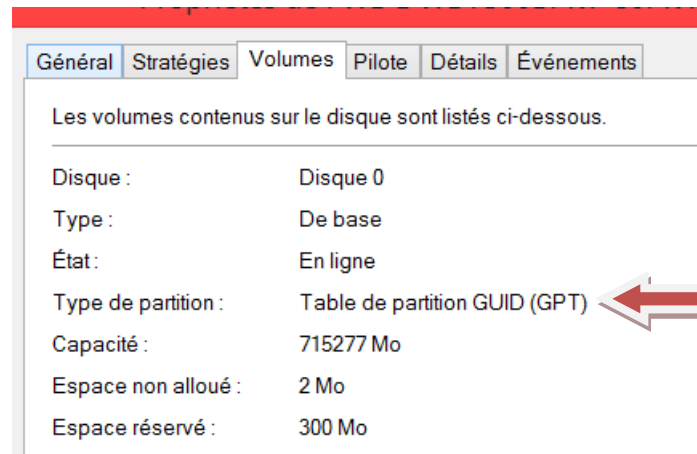 Général Stratégies Volumes Pilote Détails Événements
Les volumes contenus sur le disque sont listés ci-dessous.
Disque : Disque 0
Type : De base
État : En ligne
Type de partition : Table de partition GUID (GPT)
Capacité : 715277 Mo
Espace non alloué : 2 Mo
Espace réservé : 300 Mo